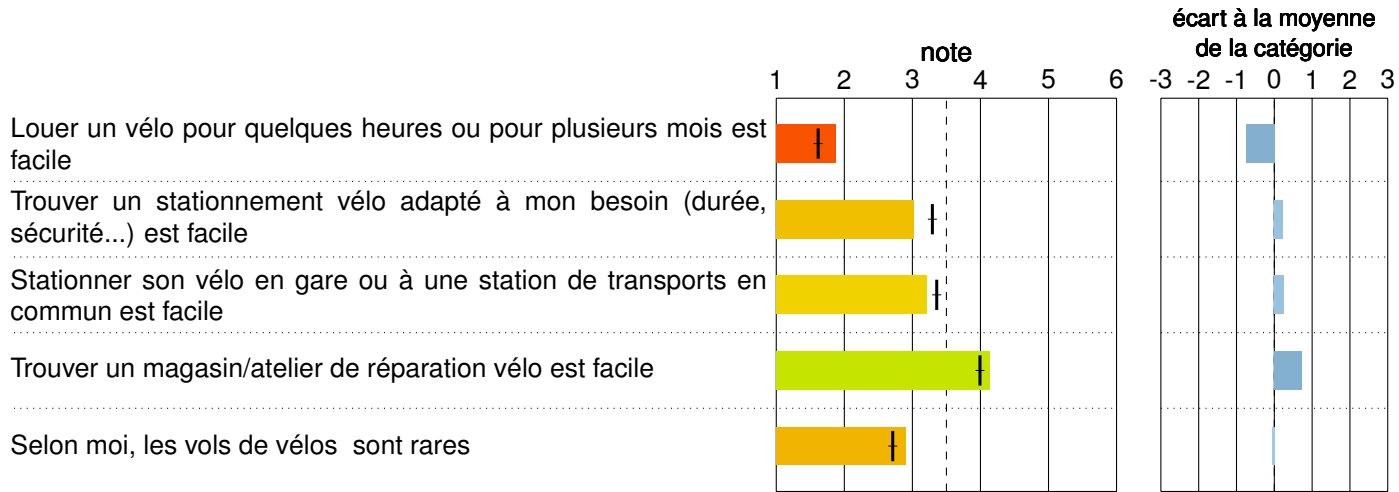 écart à la moyenne
de la catégorie
note
1 2 3 4 5 6
-3 -2 -1 0 1 2 3
Louer un vélo pour quelques heures ou pour plusieurs mois est
facile
Trouver un stationnement vélo adapté à mon besoin (durée,
sécurité...) est facile
Stationner son vélo en gare ou à une station de transports en
commun est facile
Trouver un magasin/atelier de réparation vélo est facile
Selon moi, les vols de vélos sont rares